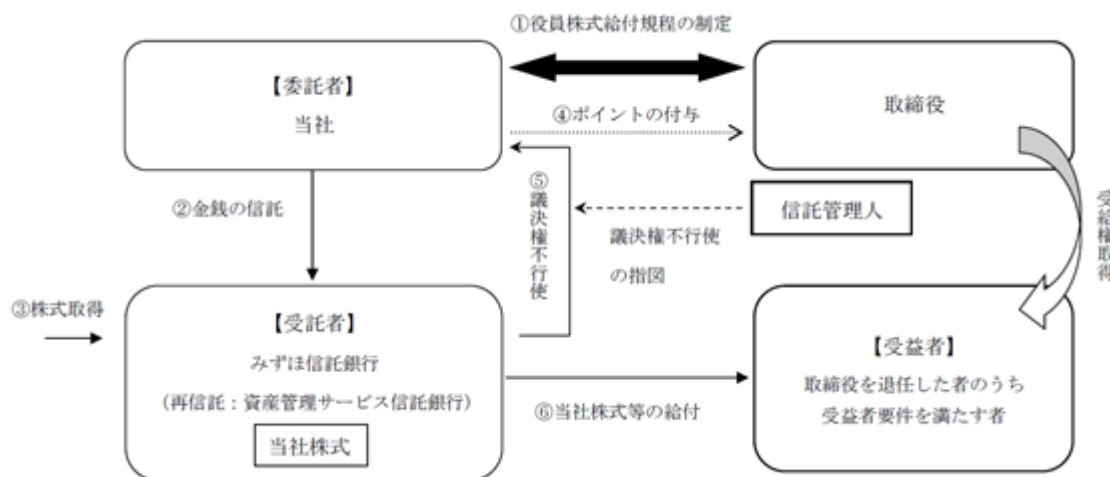 ①役員株式給付規程の制定
【委託者】
当社
取締役
④ポイントの付与
②金銭の信託
⑤議決権不行使
信託管理人
議決権不行使
の指図
受給権取得
③株式取得
【受託者】
みずほ信託銀行
（再信託：資産管理サービス信託銀行）
当社株式
⑥当社株式等の給付
【受益者】
取締役を退任した者のうち
受益者要件を満たす者